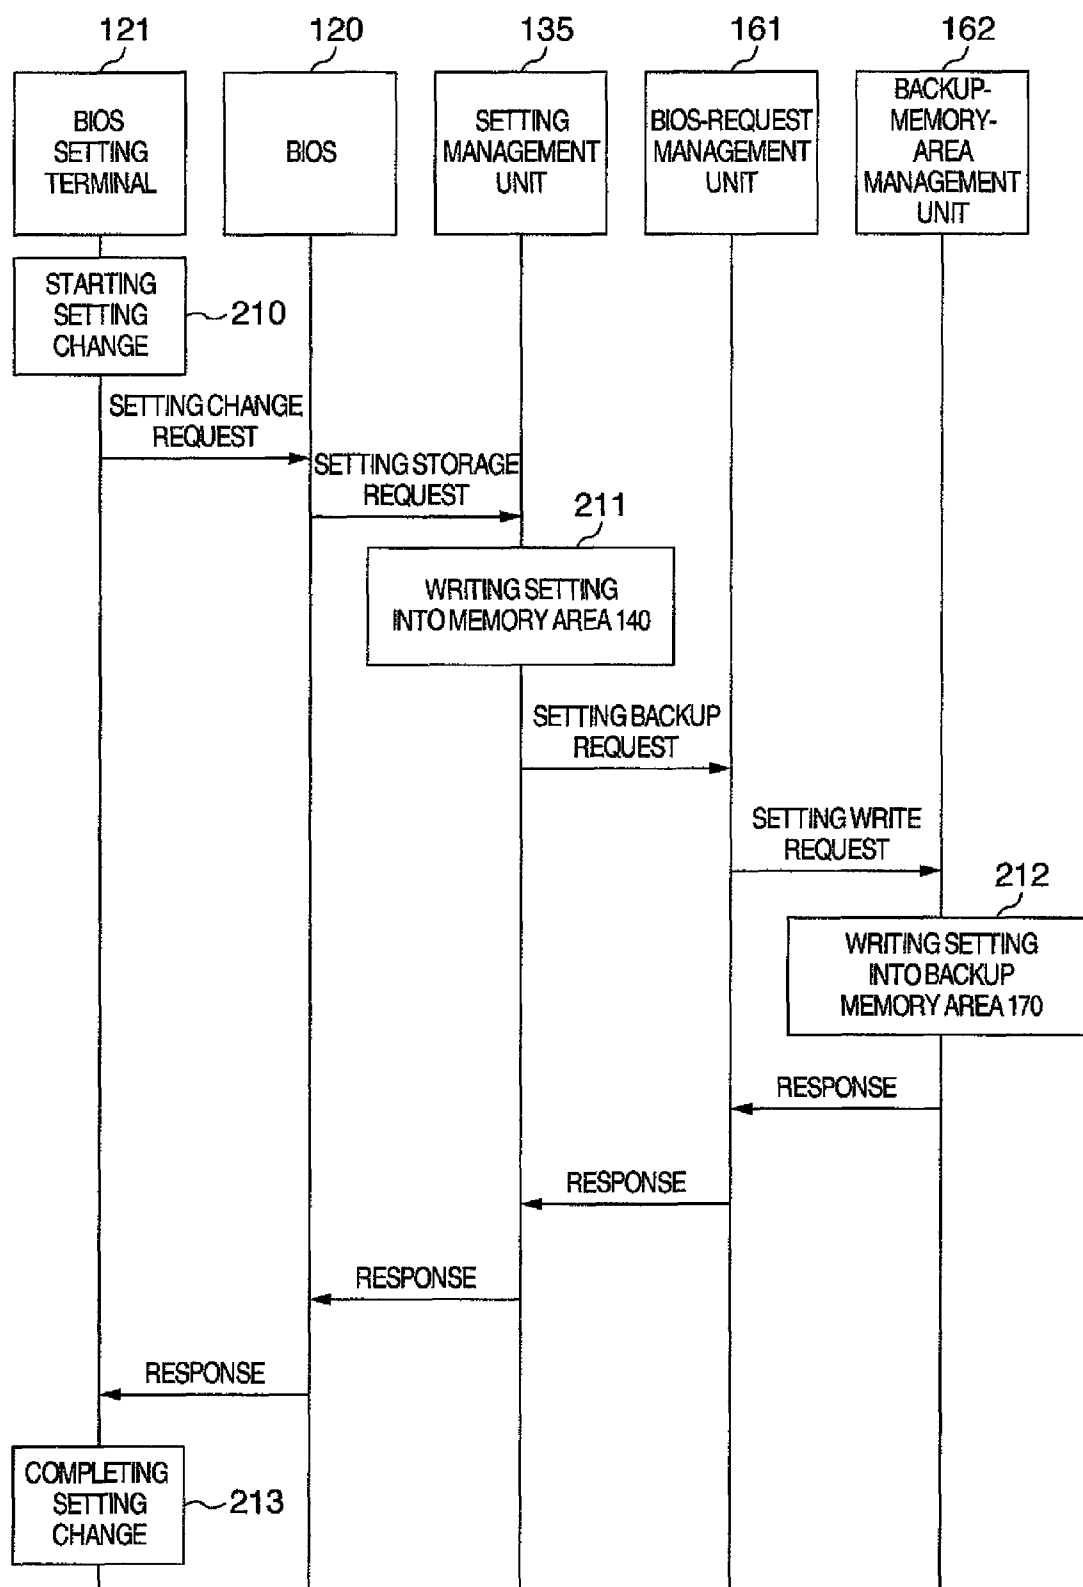 121
120
135
161
162
BIOS
SETTING
TERMINAL
BIOS
SETTING
MANAGEMENT
UNIT
BIOS-REQUEST
MANAGEMENT
UNIT
BACKUP-
MEMORY-
AREA
MANAGEMENT
UNIT
STARTING
SETTING
CHANGE
210
SETTING CHANGE
REQUEST
SETTING STORAGE
REQUEST
211
WRITING SETTING
INTO MEMORY AREA 140
SETTING BACKUP
REQUEST
SETTING WRITE
REQUEST
212
WRITING SETTING
INTO BACKUP
MEMORY AREA 170
RESPONSE
RESPONSE
RESPONSE
RESPONSE
COMPLETING
SETTING
CHANGE
213